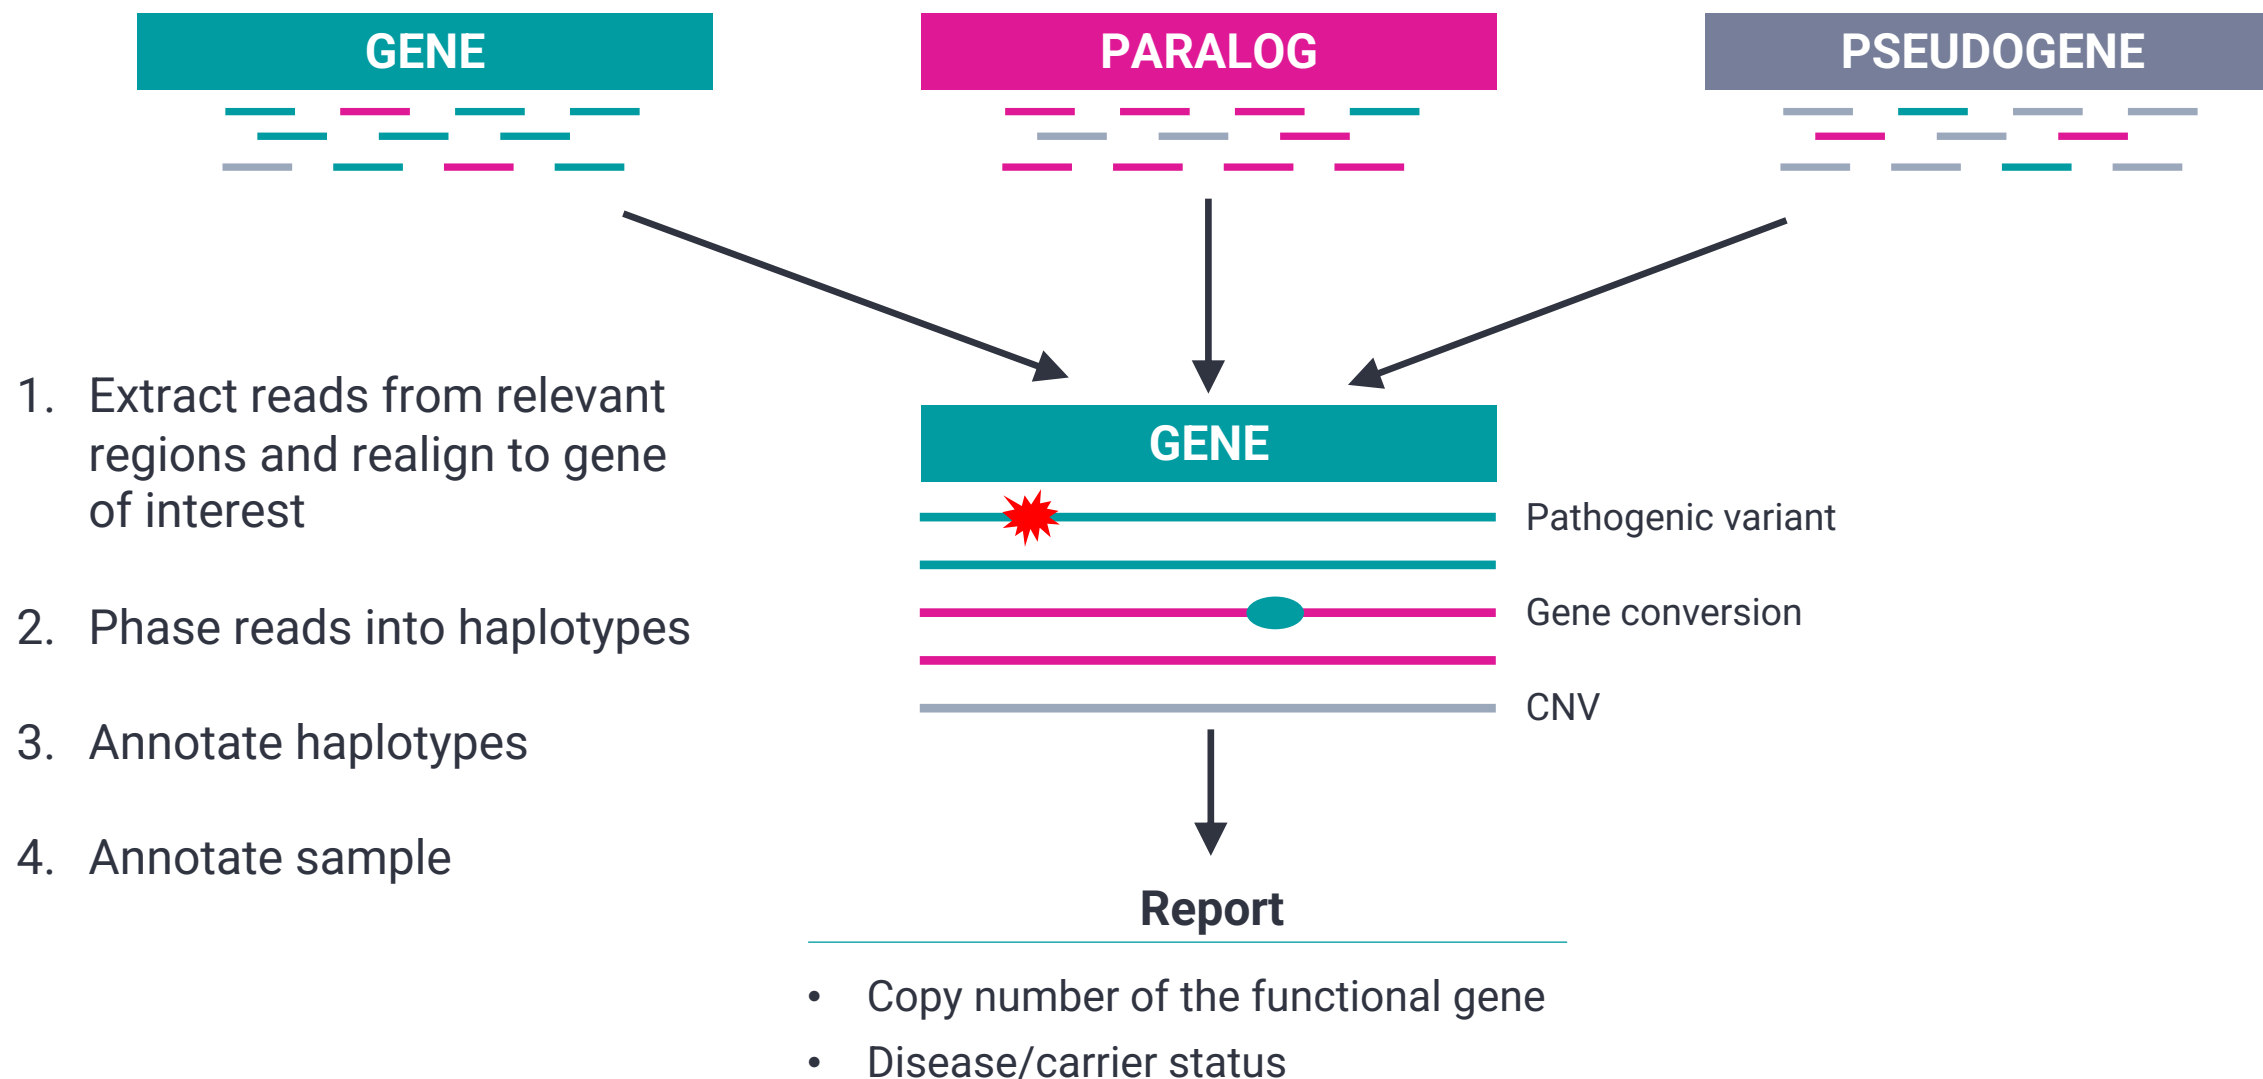 GENE
PARALOG
PSEUDOGENE
1. Extract reads from relevant
regions and realign to gene
of interest
2. Phase reads into haplotypes
3. Annotate haplotypes
4. Annotate sample
GENE
Pathogenic variant
Gene conversion
CNV
Report
• Copy number of the functional gene
• Disease/carrier status